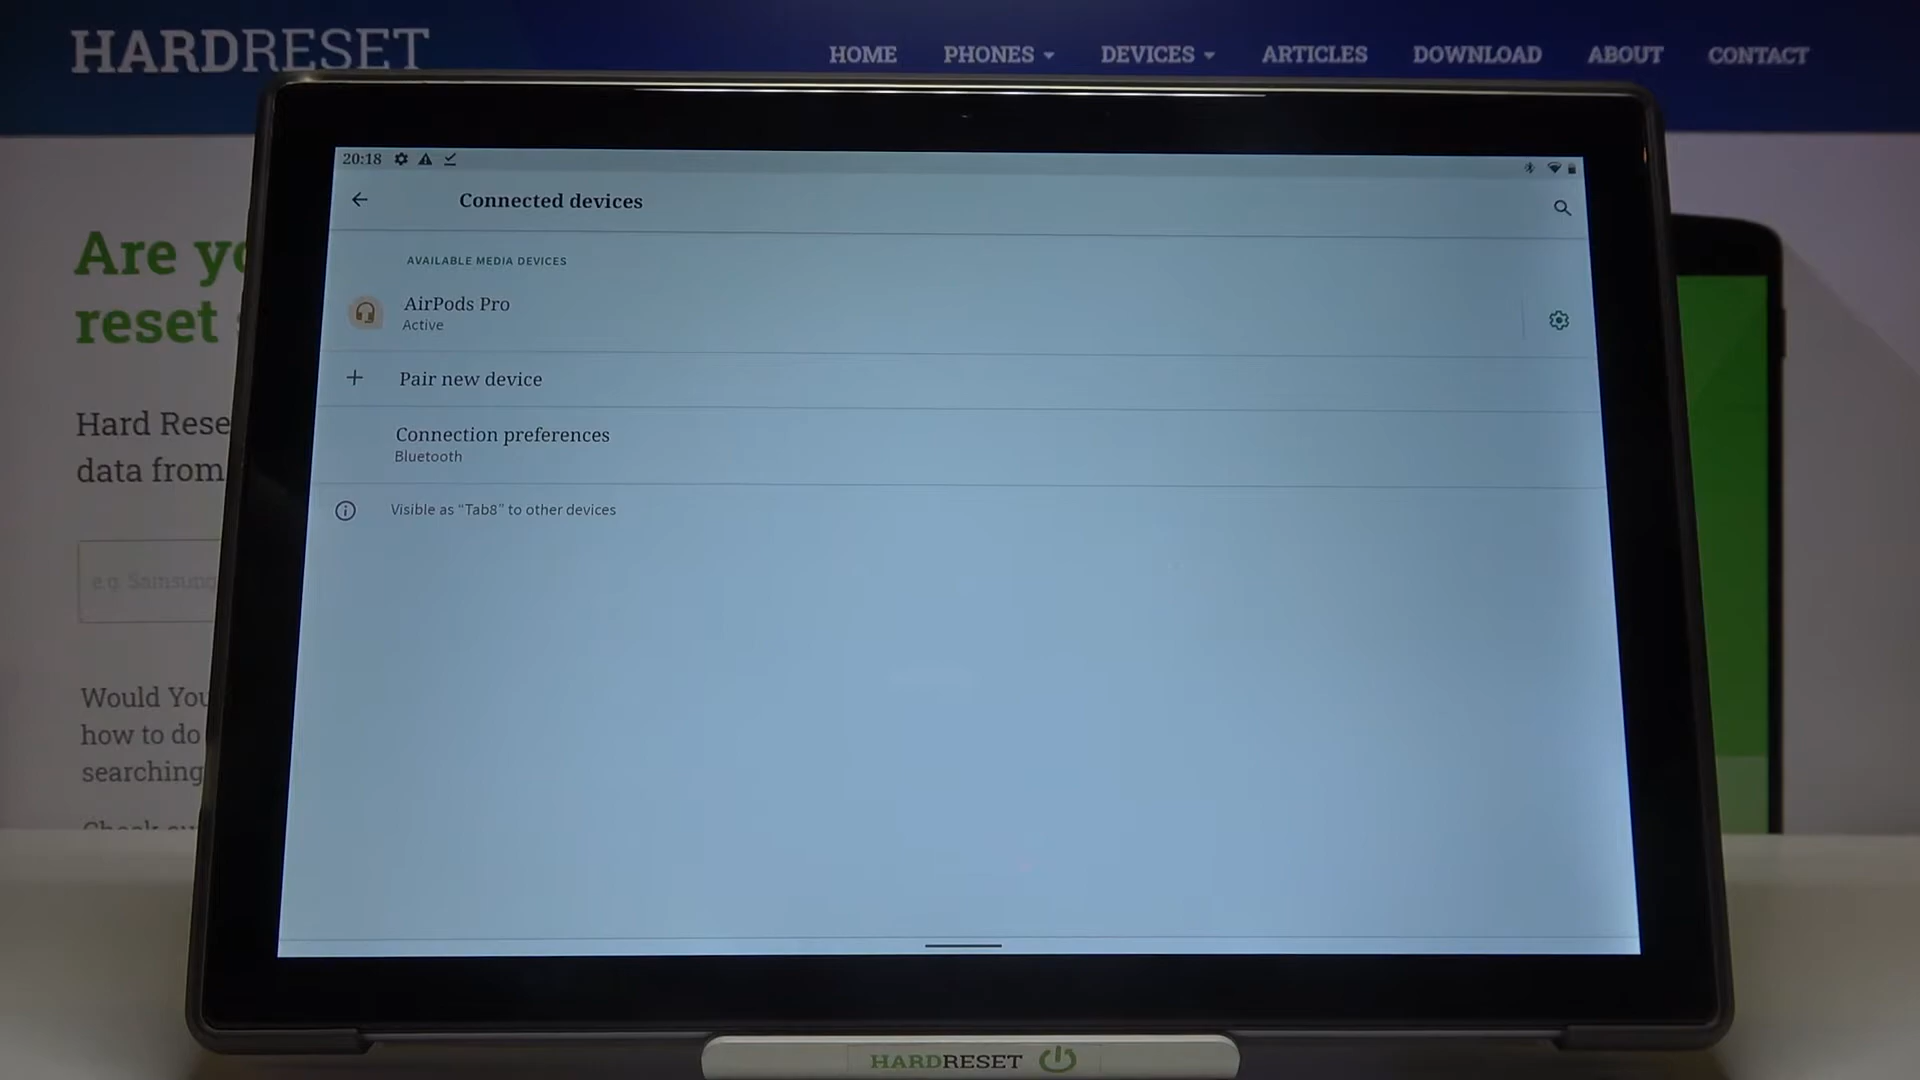 HARDRESET
HOME PHONES DEVICES ARTICLES DOWNLOAD ABOUT CONTACT
20:18
Connected devices
AVAILABLE MEDIA DEVICES
AirPods Pro
Active
Pair new device
Connection preferences
Bluetooth
Visible as “Tab8” to other devices
Are
reset
Hard Rese
data from
e.g. Samsung
Would You
how to do
searching
HARDRESET